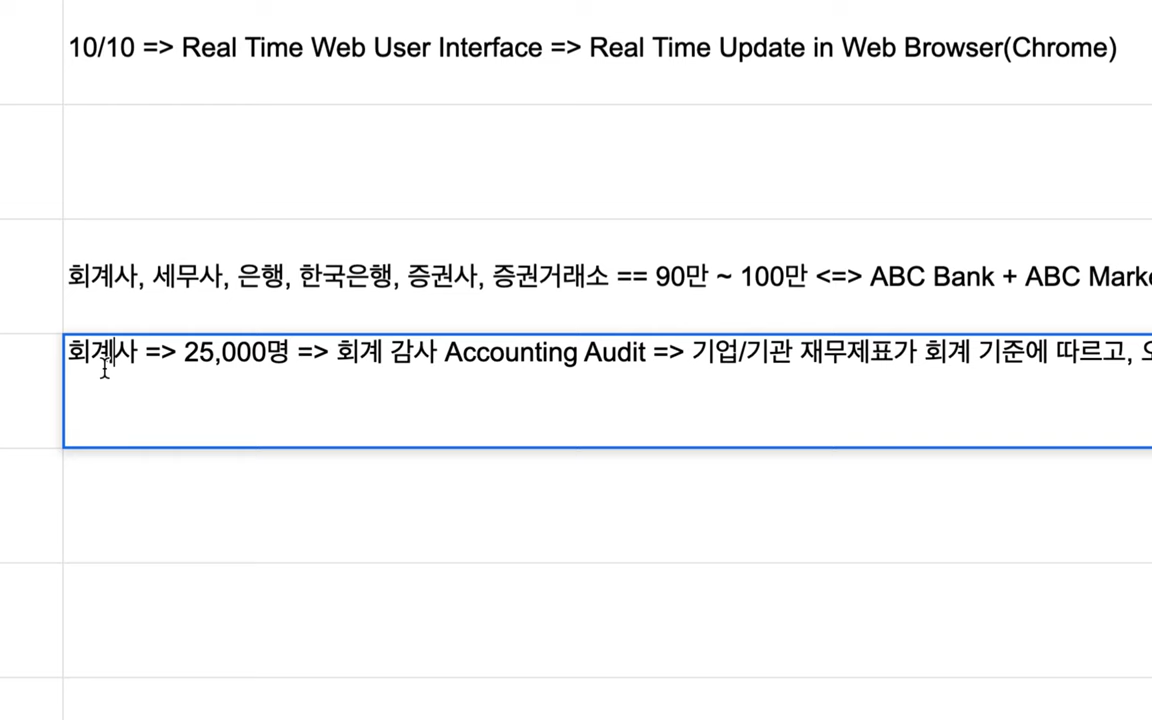 10/10 => Real Time Web User Interface => Real Time Update in Web Browser(Chrome)
회계사, 세무사, 은행, 한국은행, 증권사, 증권거래소 == 90만 ~ 100만 <=> ABC Bank + ABC Marke
회계사 => 25,000명 => 회계 감사 Accounting Audit => 기업/기관 재무제표가 회계 기준에 따르고,